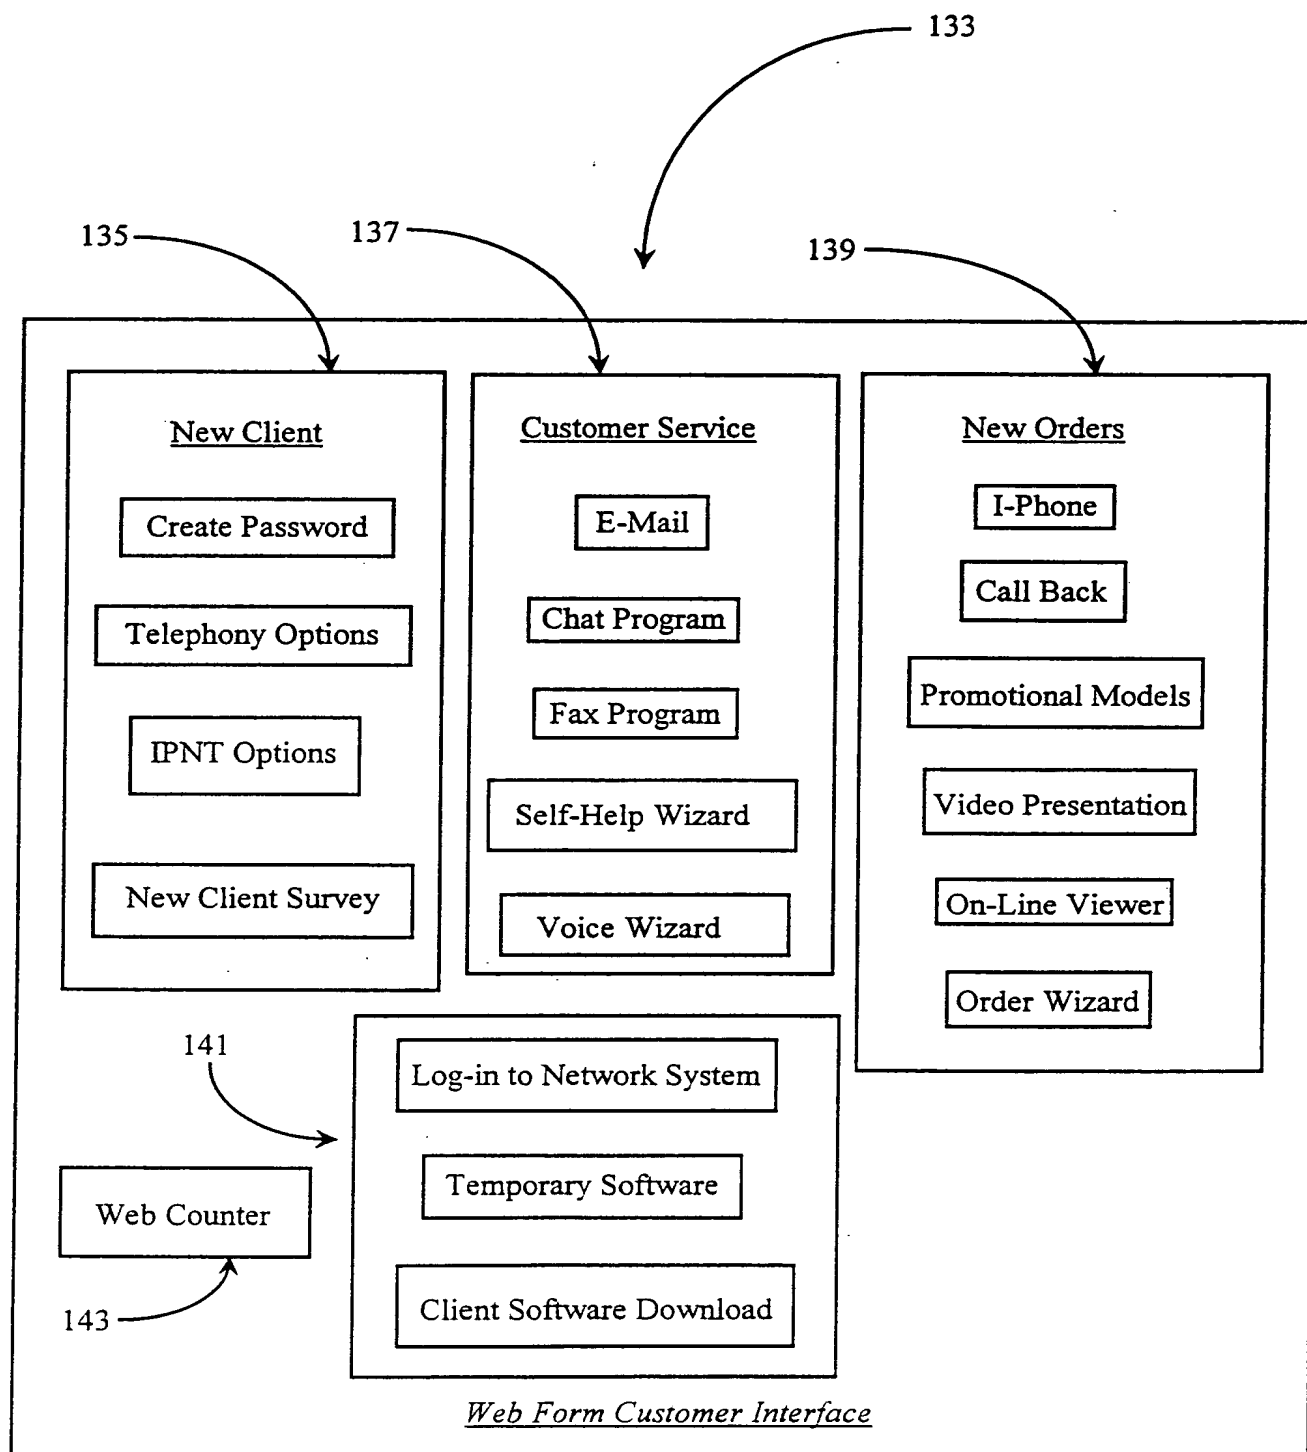 133
135
137
139
New Client
Create Password
Telephony Options
IPNT Options
New Client Survey
Customer Service
E-Mail
Chat Program
Fax Program
Self-Help Wizard
Voice Wizard
New Orders
I-Phone
Call Back
Promotional Models
Video Presentation
On-Line Viewer
Order Wizard
141
Log-in to Network System
Temporary Software
Client Software Download
Web Counter
143
Web Form Customer Interface